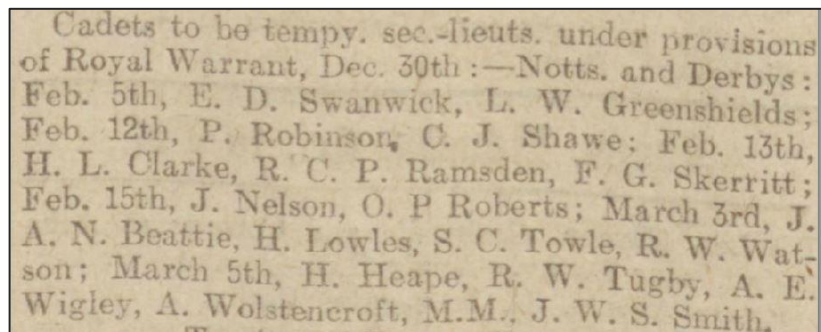 Cadets to be tempy. sec.-lieuts. under provisions
of Royal Warrant, Dec. 30th :—Notts. and Derbys :
Feb. 5th, E. D. Swanwick, L. W. Greenshields;
Feb. 12th, P. Robinson, C. J. Shawe; Feb. 13th,
H. L. Clarke, R. C. P. Ramsden, F. G. Skerritt;
Feb. 15th, J. Nelson, O. P Roberts; March 3rd, J.
A. N. Beattie, H. Lowles, S. C. Towle, R. W. Wat-
son; March 5th, H. Heape, R. W. Tugby, A. E.
Wigley, A. Wolstencroft, M.M., J. W. S. Smith.